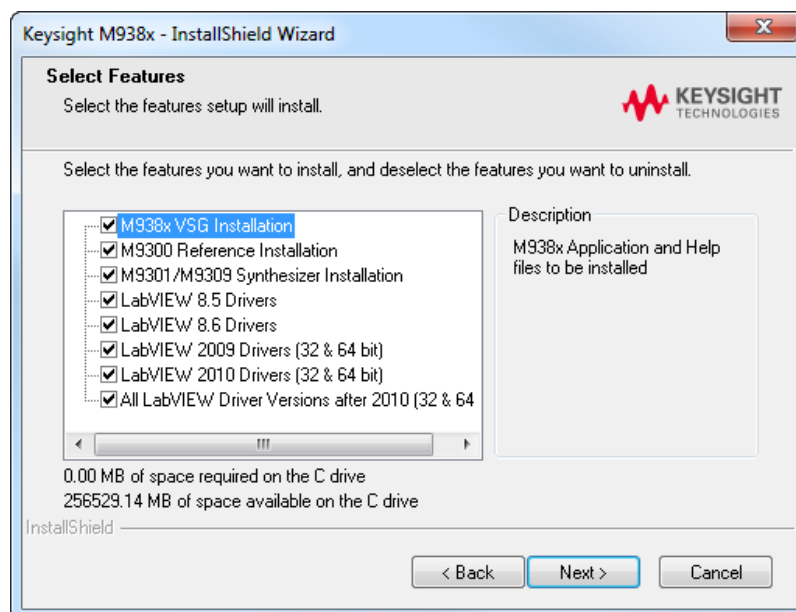 Keysight M938x - InstallShield Wizard
Select Features
Select the features setup will install.
KEYSIGHT
TECHNOLOGIES
Select the features you want to install, and deselect the features you want to uninstall.
M938x VSG Installation
M9300 Reference Installation
M9301/M9309 Synthesizer Installation
LabVIEW 8.5 Drivers
LabVIEW 8.6 Drivers
LabVIEW 2009 Drivers (32 & 64 bit)
LabVIEW 2010 Drivers (32 & 64 bit)
All LabVIEW Driver Versions after 2010 (32 & 64
Description
M938x Application and Help
files to be installed
0.00 MB of space required on the C drive
256529.14 MB of space available on the C drive
InstallShield
< Back
Next >
Cancel